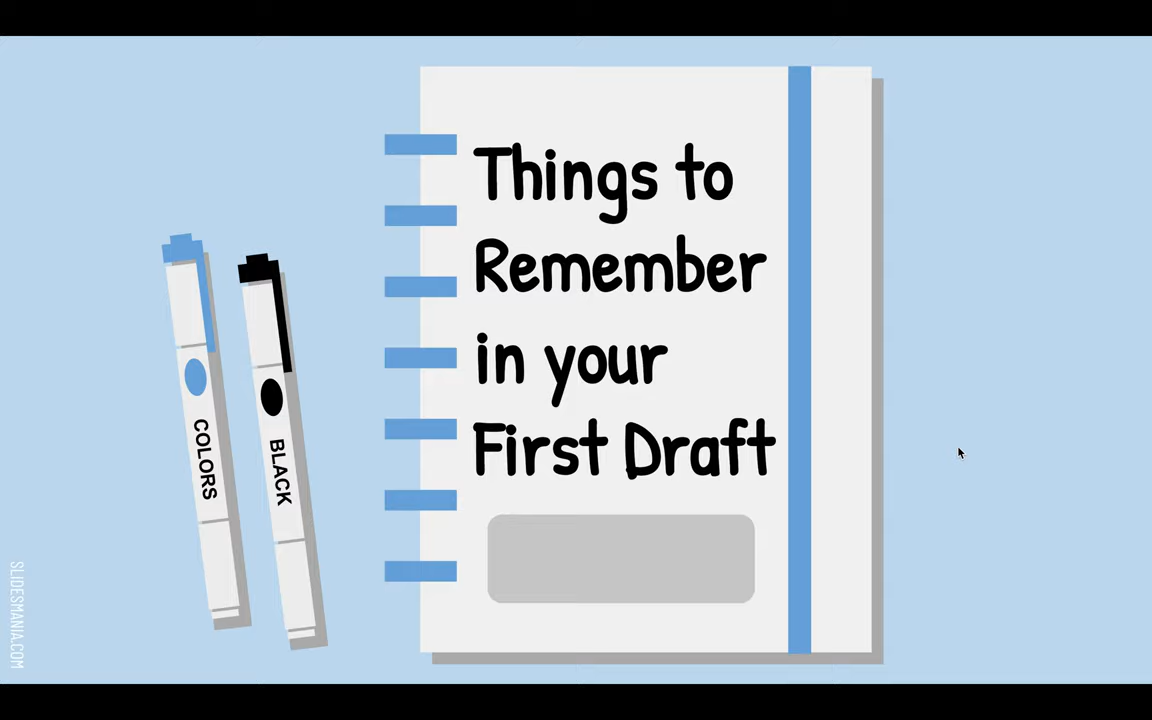 Things to
Remember
in your
First Draft
COLORS
BLACK
SLIDESMANIA.COM